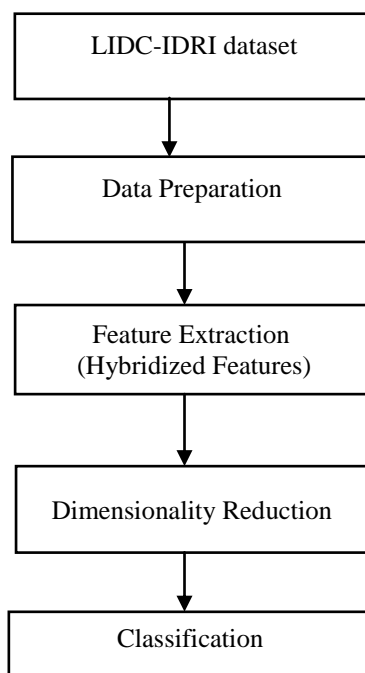 LIDC-IDRI dataset
Data Preparation
Feature Extraction
(Hybridized Features)
Dimensionality Reduction
Classification